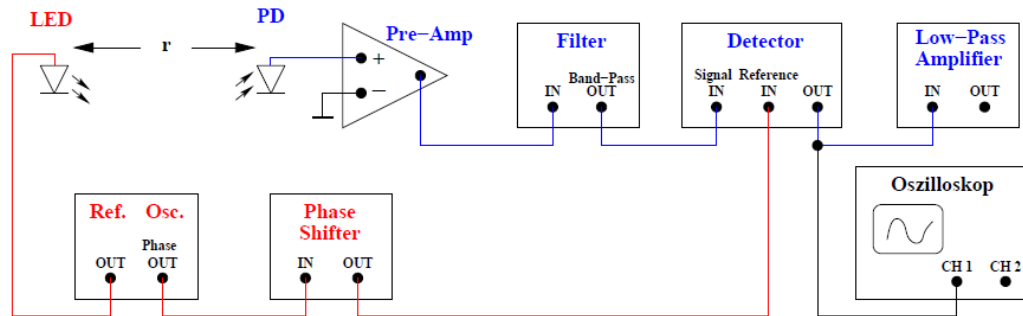 LED
r
PD
Pre−Amp
+
−
Filter
Band−Pass
IN OUT
Detector
Signal Reference
IN IN OUT
Low−Pass
Amplifier
IN OUT
Ref. Osc.
Phase
OUT OUT
Phase
Shifter
IN OUT
Oszilloskop
CH 1 CH 2